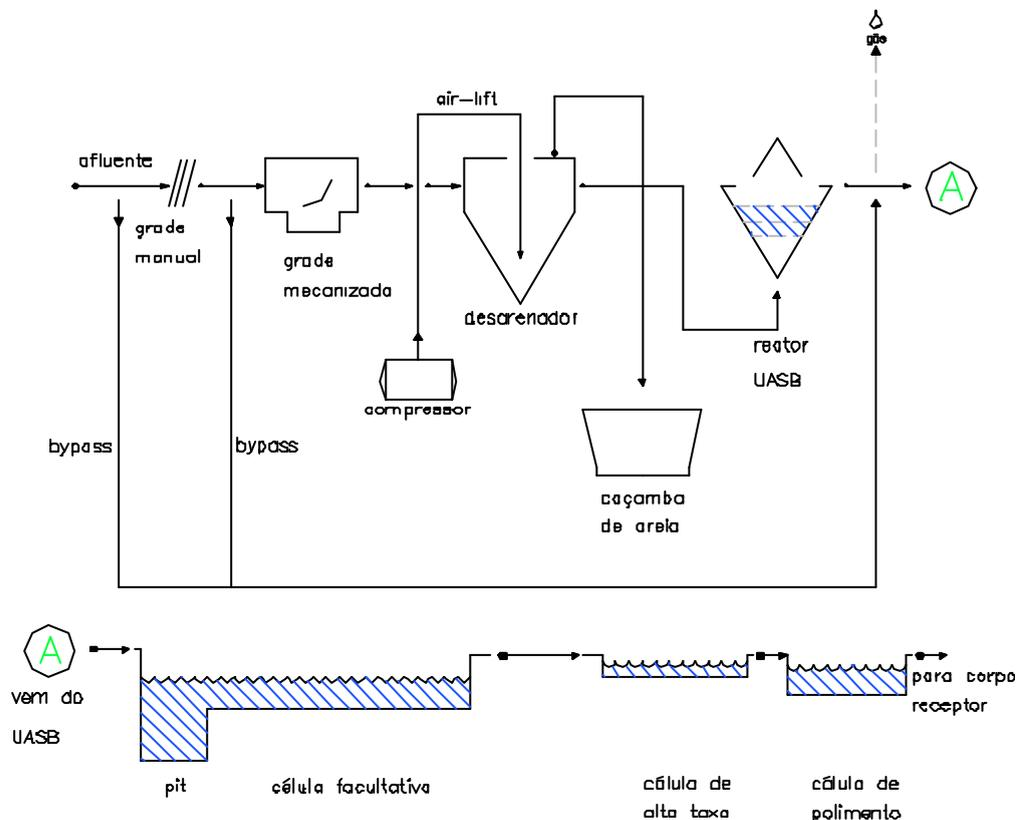 gás
air-lift
afluente
A
grade
manual
grade
mecanizada
desarenador
reator
UASB
compressor
bypass
bypass
caçamba
de areia
A
vem do
UASB
para corpo
receptor
pit
célula facultativa
célula de
alta taxa
célula de
polimento